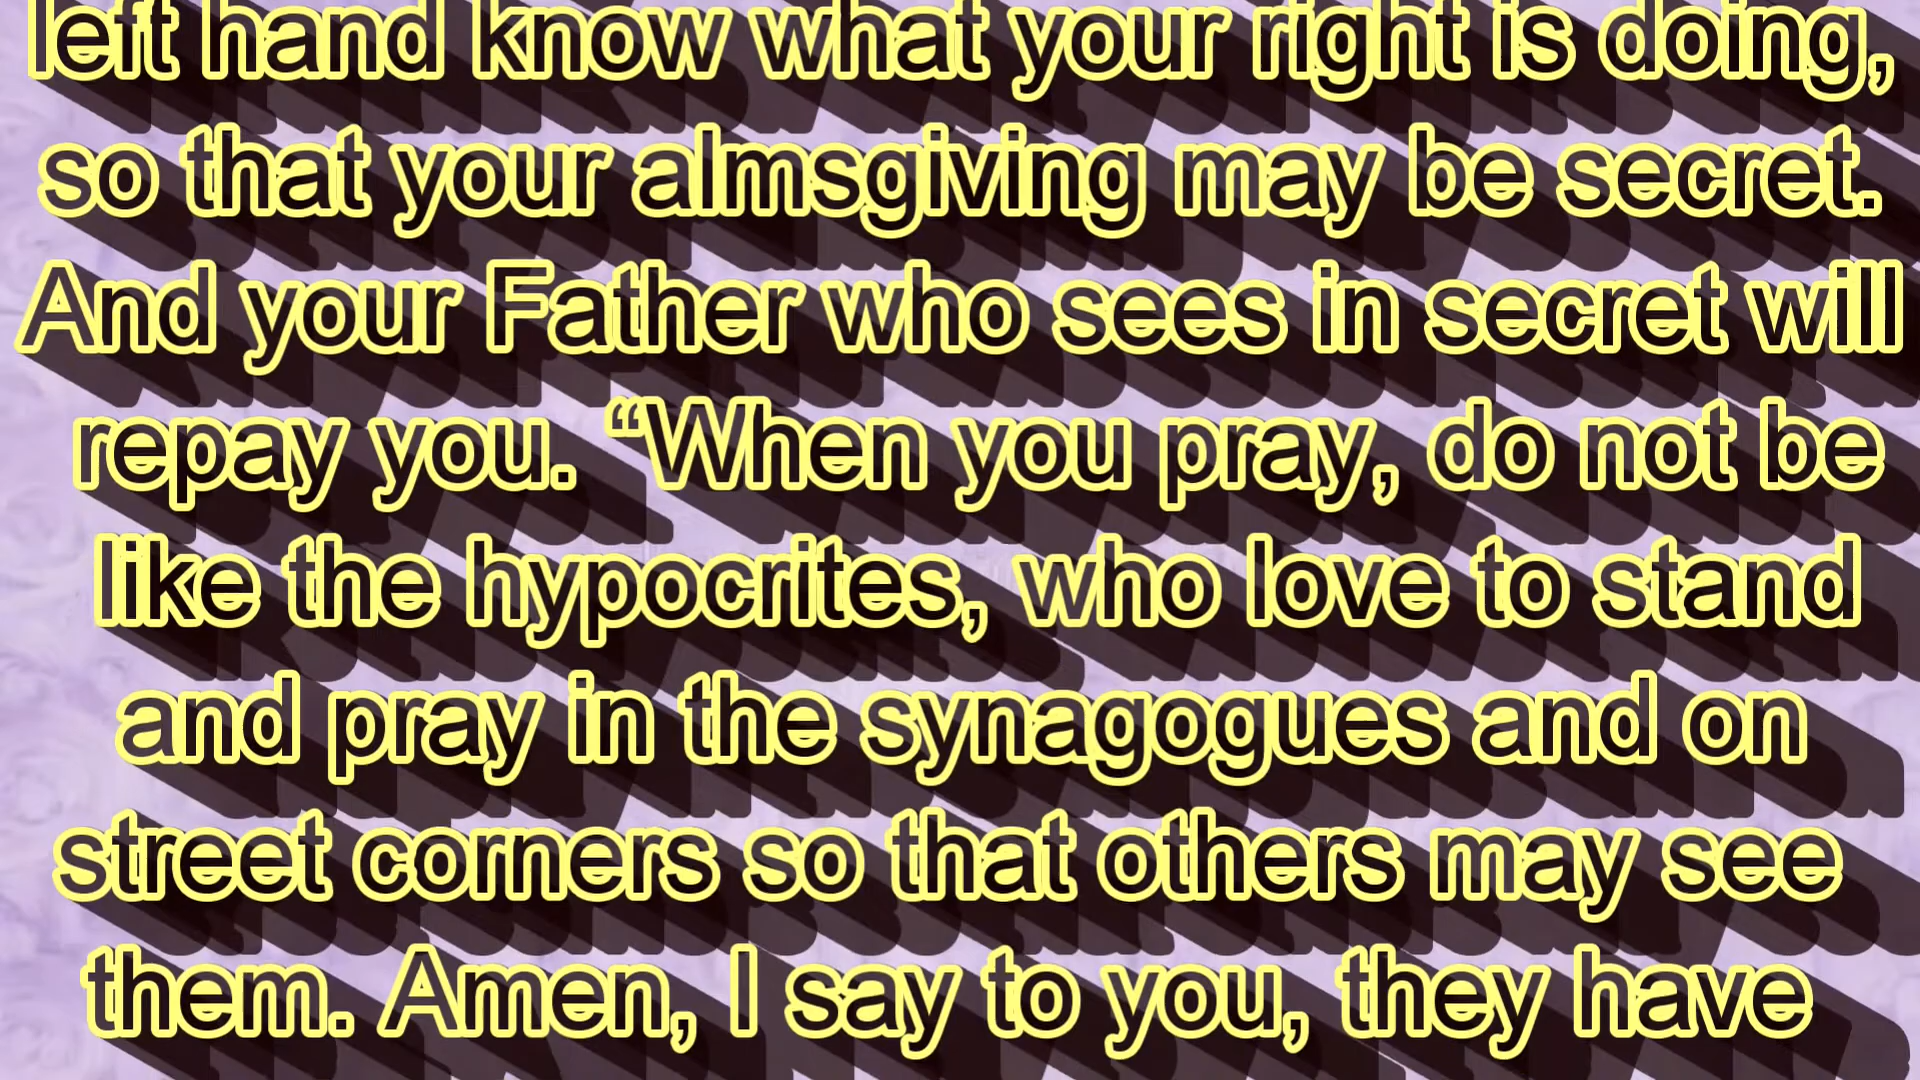 left hand know what your right is doing,
so that your almsgiving may be secret.
And your Father who sees in secret will
repay you. “When you pray, do not be
like the hypocrites, who love to stand
and pray in the synagogues and on
street corners so that others may see
them. Amen, I say to you, they have